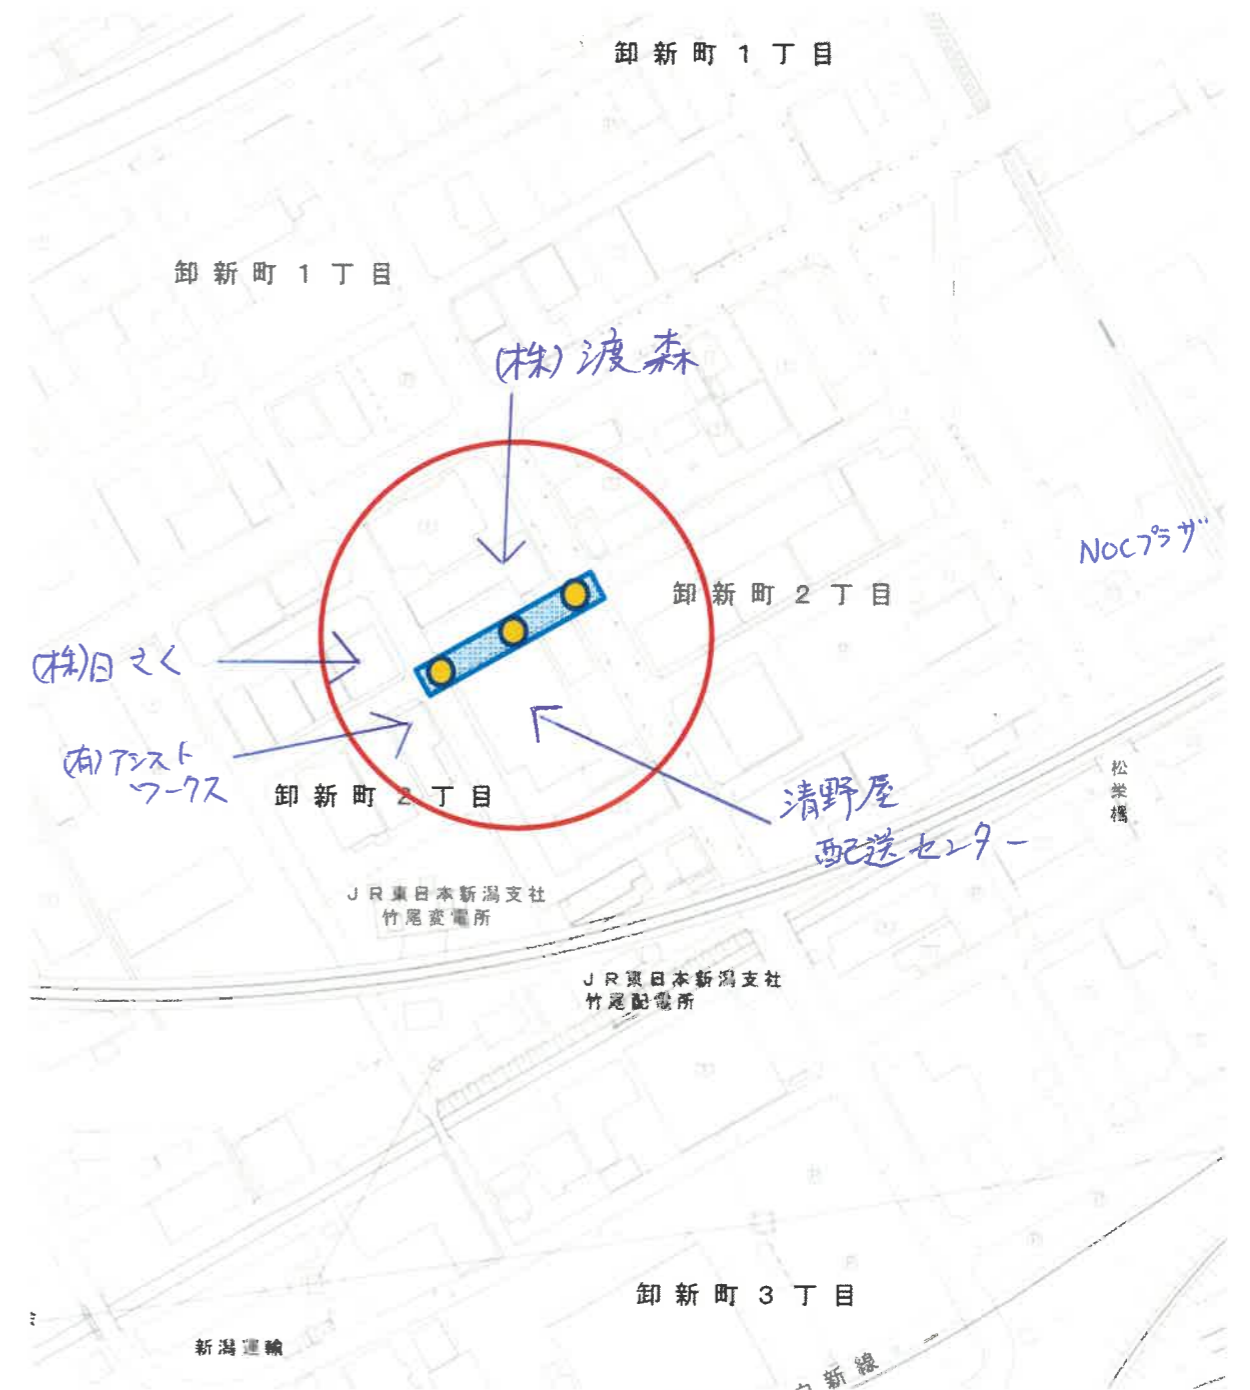 卸新町1丁目
卸新町1丁目
(株)渡森
NOCプラザ
卸新町2丁目
(株)日さく
(有)アシスト
ワークス
卸新町2丁目
清野屋
配送センター
松栄橋
JR東日本新潟支社
竹尾変電所
JR東日本新潟支社
竹尾配電所
卸新町3丁目
新潟運輸
新線